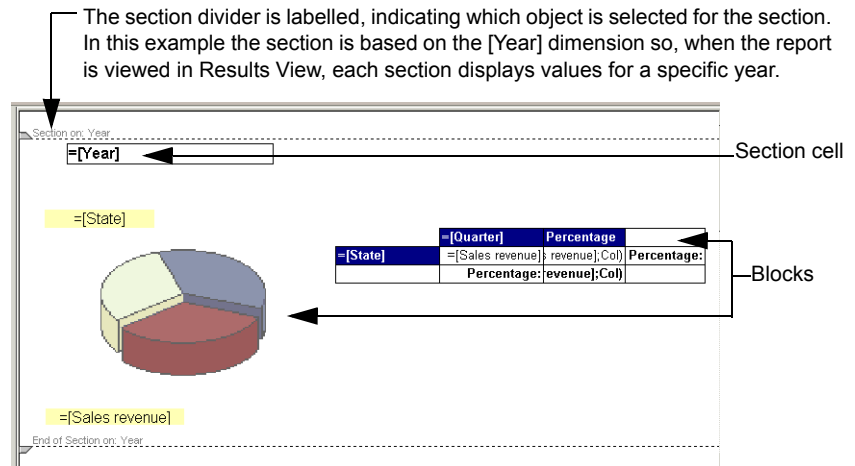 The section divider is labelled, indicating which object is selected for the section.
In this example the section is based on the [Year] dimension so, when the report
is viewed in Results View, each section displays values for a specific year.
Section on: Year
=[Year]
Section cell
=[State]
=[Quarter] Percentage
=[State] =[Sales revenue] revenue];Col) Percentage:
Percentage: revenue];Col)
Blocks
=[Sales revenue]
End of Section on: Year